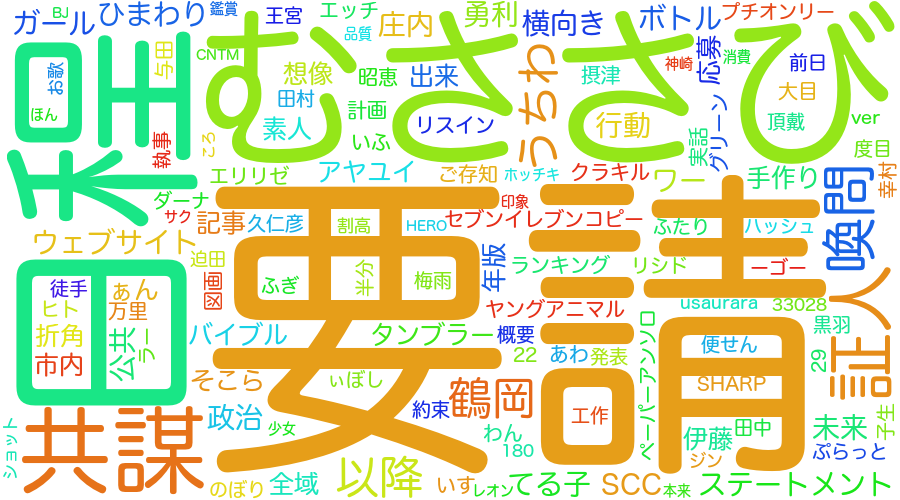 ガール
BJ
ひまわり
鑑賞
王宮
エッチ
品質
庄内
勇利
横向き
ボトル
プチオンリー
程
むささび
お歌
ほん
与田
CNTM
想像
昭恵
出来
うちわ
摂津
応募
神崎
消費
前日
田村
計画
リスイン
行動
大目
頂戴
ver
執事
ころ
素人
いふ
実話
グリーン
度目
エリリゼ
アヤユイ
ご存知
ホッチキ
クラキル
ワー
手作り
喚問
幸村
ダーナ
サク
記事
久仁彦
割高
HERO
印象
セブンイレブンコピー
ふたり
ハッシュ
ウェブサイト
要請
迫田
図画
ふぎ
半分
梅雨
年版
ランキング
リシド
ーゴー
証人
田
徒手
ヒト
ぁん
万里
折角
市内
公共
ラー
ヤングアニマル
usaurara
33028
バイブル
タンブラー
概要
22
あわ
発表
ペーパーアンソロ
便せん
黒羽
29
そこら
いぼし
約束
鶴岡
工作
SHARP
共謀
政治
少女
わん
180
伊藤
田中
未来
子生
ショット
のぼり
全域
以降
いす
レオン
てる子
SCC
本来
ジン
ぷらっと
ステートメント